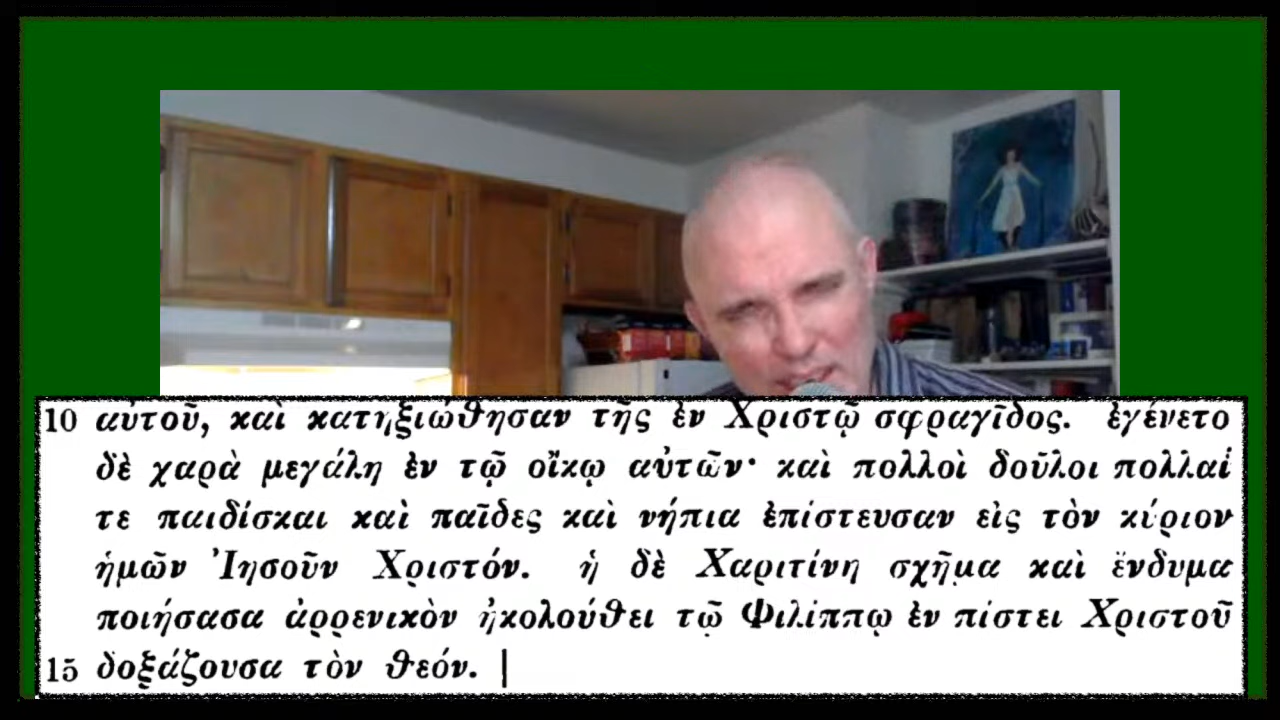 10 αὐτοῦ, καὶ κατηξιώθησαν τῆς ἐν Χριστῷ σφραγῖδος. ἐγένετο
δὲ χαρὰ μεγάλη ἐν τῷ οἴκῳ αὐτῶν· καὶ πολλοὶ δοῦλοι πολλαί
τε παιδίσκαι καὶ παῖδες καὶ νήπια ἐπίστευσαν εἰς τὸν κύριον
ἡμῶν Ἰησοῦν Χριστόν. ἡ δὲ Χαριτίνη σχῆμα καὶ ἔνδυμα
ποιήσασα ἀρρενικὸν ἠκολούθει τῷ Φιλίππῳ ἐν πίστει Χριστοῦ
15 δοξάζουσα τὸν θεόν. |